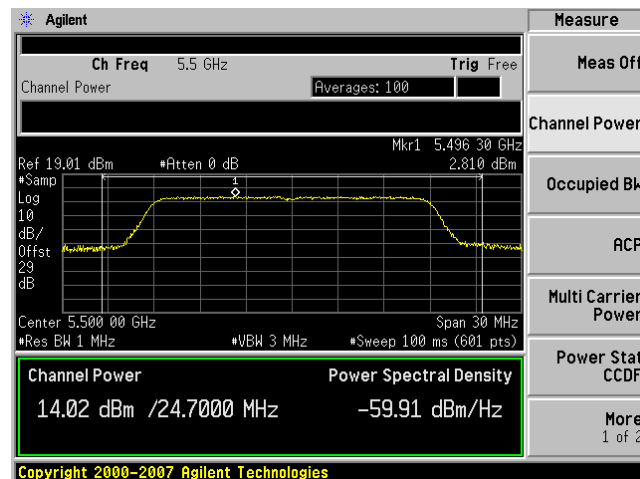 Agilent
Measure
Ch Freq 5.5 GHz Trig Free
Channel Power Averages: 100
Meas Off
Channel Power
Mkr1 5.496 30 GHz
Ref 19.01 dBm #Atten 0 dB 2.810 dBm
#Samp
Log
10
dB/
Offst
29
dB
1
Occupied BW
ACP
Center 5.500 00 GHz Span 30 MHz
#Res BW 1 MHz #VBW 3 MHz #Sweep 100 ms (601 pts)
Multi Carrier
Power
Channel Power Power Spectral Density
14.02 dBm /24.7000 MHz -59.91 dBm/Hz
Power Stat
CCDF
More
1 of 2
Copyright 2000-2007 Agilent Technologies